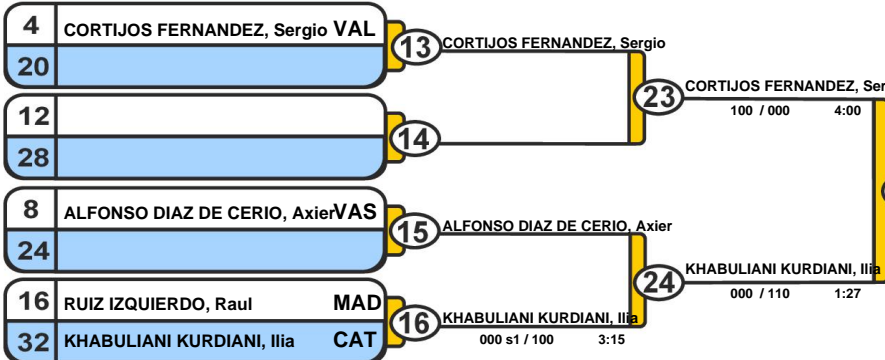 4 CORTIJOS FERNANDEZ, Sergio VAL
20
13 CORTIJOS FERNANDEZ, Sergio
12
28
14
23 CORTIJOS FERNANDEZ, Ser
100 / 000 4:00
8 ALFONSO DIAZ DE CERIO, Axier VAS
24
15 ALFONSO DIAZ DE CERIO, Axier
16 RUIZ IZQUIERDO, Raul MAD
32 KHABULIANI KURDIANI, Ilia CAT
16 KHABULIANI KURDIANI, Ilia
000 s1 / 100 3:15
24 KHABULIANI KURDIANI, Ilia
000 / 110 1:27